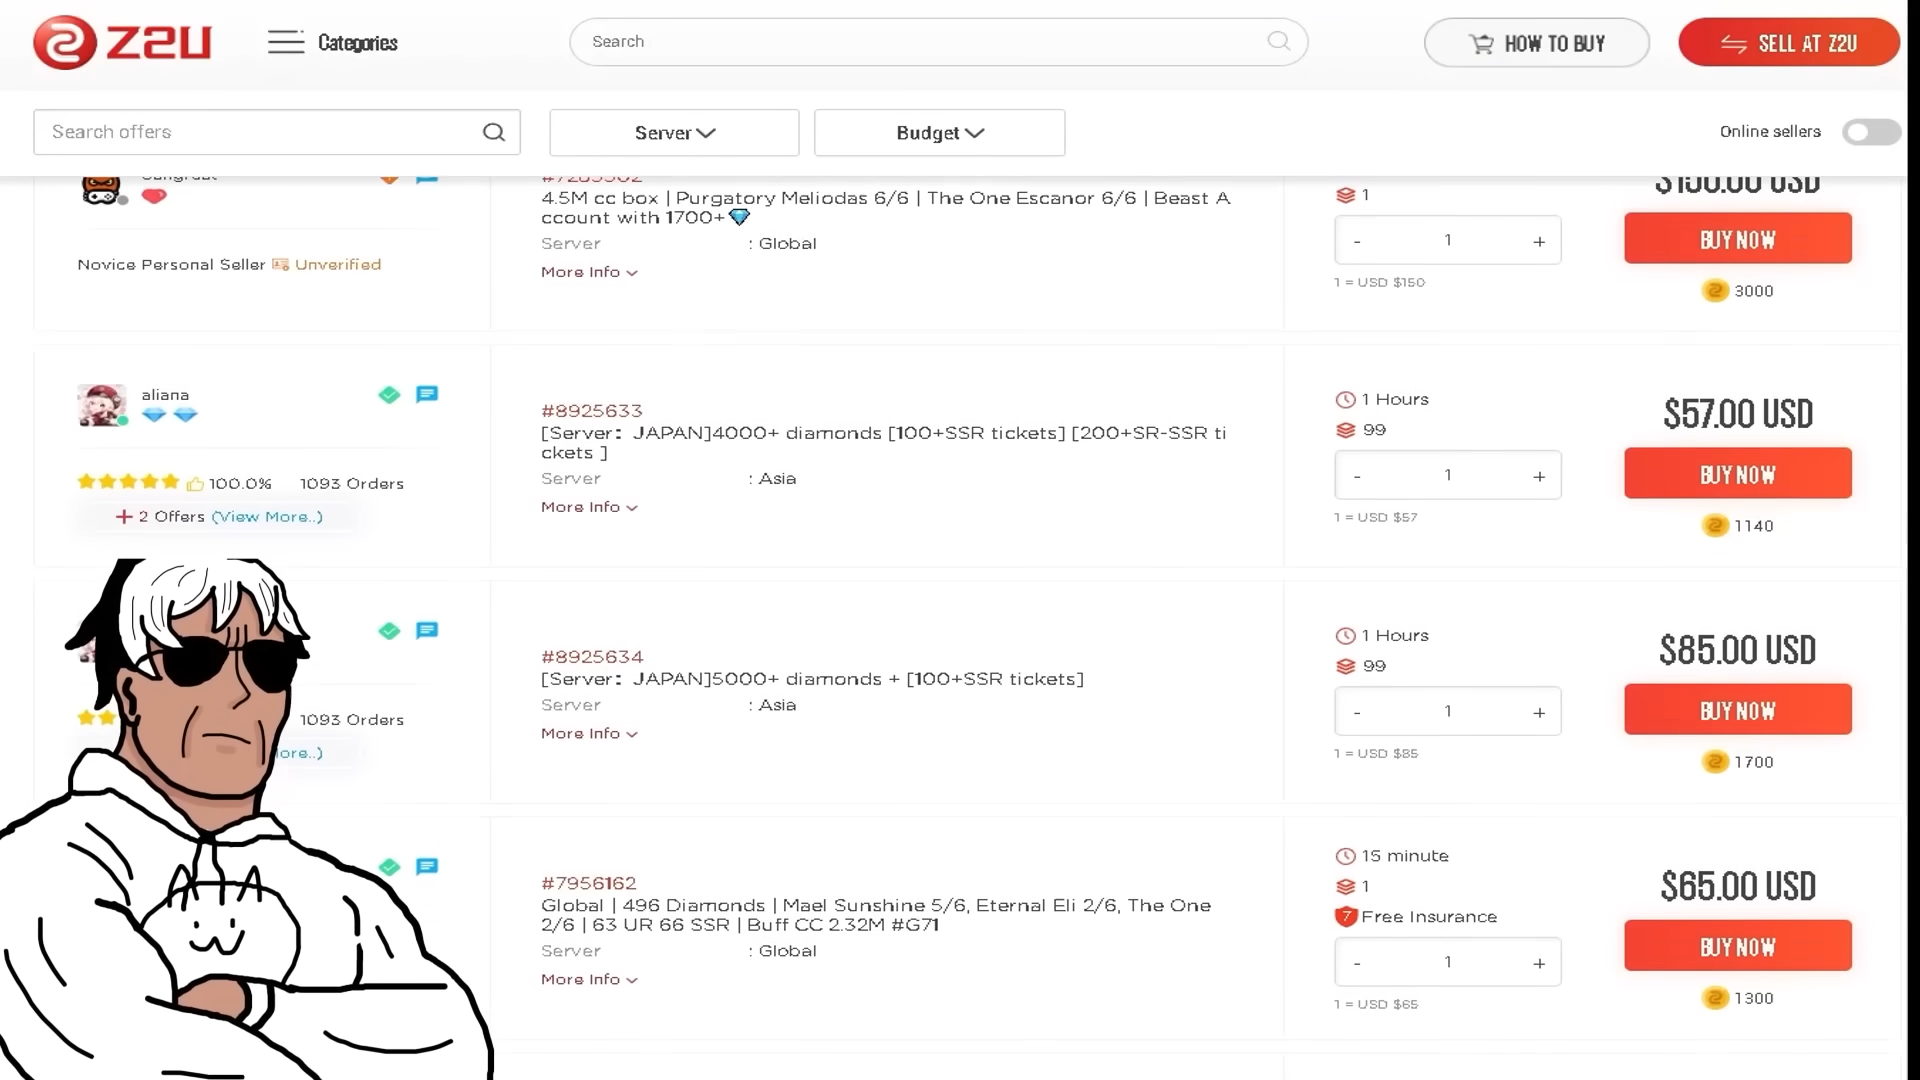 Z2U
Categories
Search
HOW TO BUY
SELL AT Z2U
Search offers
Server
Budget
Online sellers
4.5M cc box | Purgatory Meliodas 6/6 | The One Escanor 6/6 | Beast A
ccount with 1700+💎
Server : Global
More Info
Novice Personal Seller Unverified
1
$150.00 USD
- 1 +
BUY NOW
1 = USD $150
3000
aliana
100.0% 1093 Orders
+ 2 Offers (View More..)
#8925633
[Server: JAPAN]4000+ diamonds [100+SSR tickets] [200+SR-SSR ti
ckets ]
Server : Asia
More Info
1 Hours
99
- 1 +
1 = USD $57
$57.00 USD
BUY NOW
1140
1093 Orders
ore..)
#8925634
[Server: JAPAN]5000+ diamonds + [100+SSR tickets]
Server : Asia
More Info
1 Hours
99
- 1 +
1 = USD $85
$85.00 USD
BUY NOW
1700
#7956162
Global | 496 Diamonds | Mael Sunshine 5/6, Eternal Eli 2/6, The One
2/6 | 63 UR 66 SSR | Buff CC 2.32M #G71
Server : Global
More Info
15 minute
1
7 Free Insurance
- 1 +
1 = USD $65
$65.00 USD
BUY NOW
1300